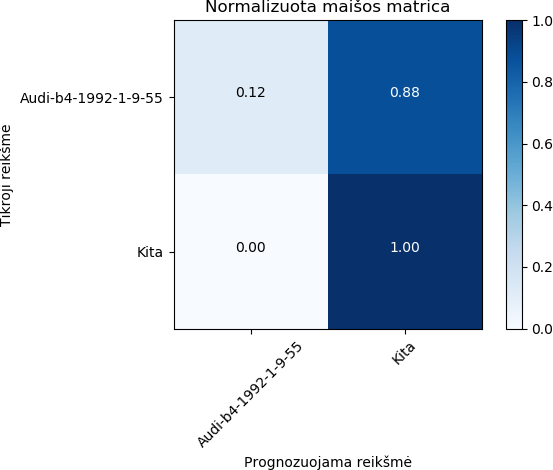 Normalizuota maišos matrica
Tikroji reikšmė
Audi-b4-1992-1-9-55
Kita
0.12
0.88
0.00
1.00
Audi-b4-1992-1-9-55
Kita
Prognozuojama reikšmė
1.0
0.8
0.6
0.4
0.2
0.0